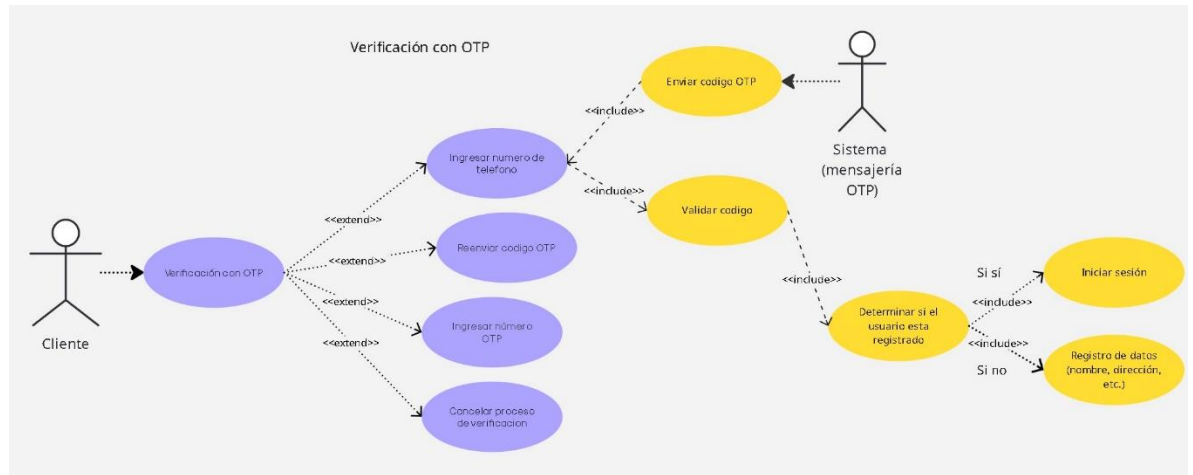 Verificación con OTP
Enviar codigo OTP
<<include>>
Sistema
(mensajería
OTP)
Ingresar numero de
telefono
<<include>>
Validar codigo
<<extend>>
Reenviar codigo OTP
<<extend>>
Verificación con OTP
<<extend>>
Ingresar número
OTP
<<extend>>
Cancelar proceso
de verificacion
Cliente
<<include>>
Determinar si el
usuario esta
registrado
Si sí
<<include>>
Iniciar sesión
<<include>>
Si no
Registro de datos
(nombre, dirección,
etc.)